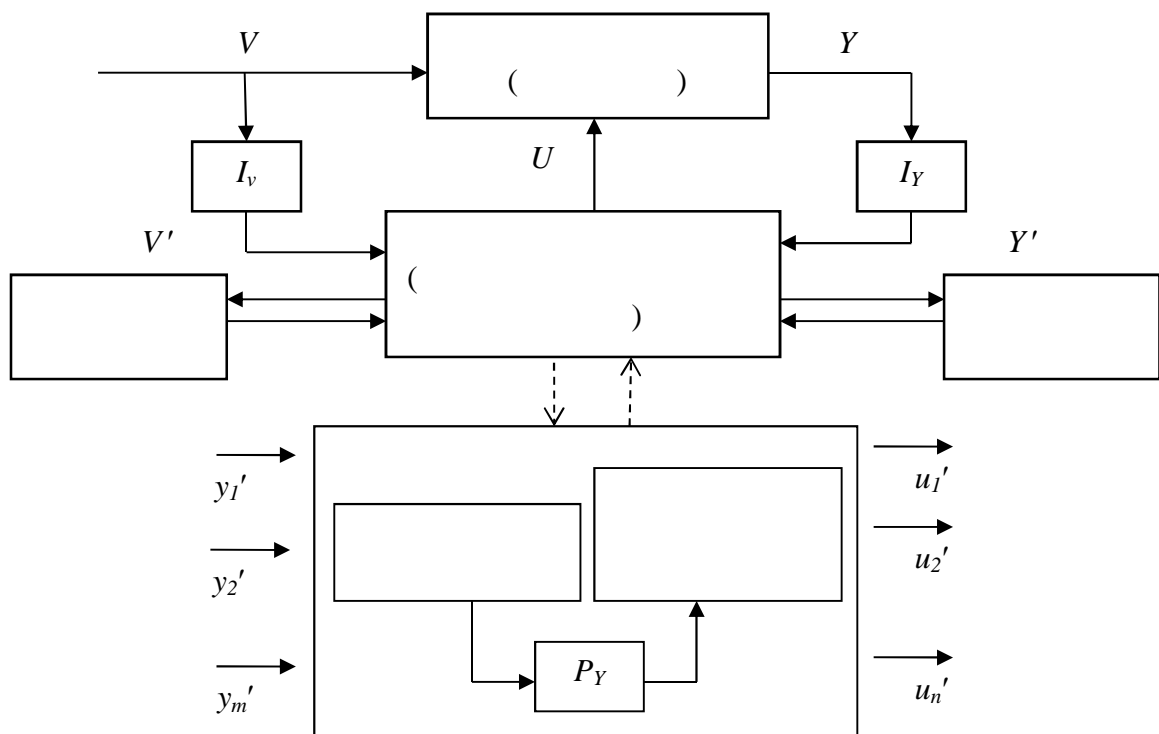 V
Y
( )
I_v
U
I_Y
V′
Y′
(
)
y_1′
u_1′
y_2′
u_2′
P_Y
y_m′
u_n′